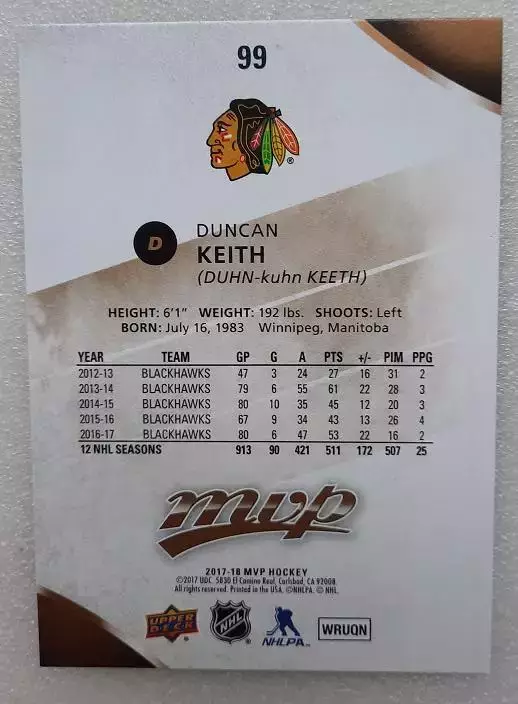 99
®
D
DUNCAN
KEITH
(DUHN-kuhn KEETH)
HEIGHT: 6'1" WEIGHT: 192 lbs. SHOOTS: Left
BORN: July 16, 1983 Winnipeg, Manitoba
YEAR TEAM GP G A PTS +/- PIM PPG
2012-13 BLACKHAWKS 47 3 24 27 16 31 2
2013-14 BLACKHAWKS 79 6 55 61 22 28 3
2014-15 BLACKHAWKS 80 10 35 45 12 20 3
2015-16 BLACKHAWKS 67 9 34 43 13 26 4
2016-17 BLACKHAWKS 80 6 47 53 22 16 2
12 NHL SEASONS 913 90 421 511 172 507 25
mvp
2017-18 MVP HOCKEY
©2017 UDC. 5830 El Camino Real, Carlsbad, CA 92008.
All rights reserved. Printed in the USA. ©NHLPA. © NHL.
UPPER DECK ® NHL NHLPA WRUQN